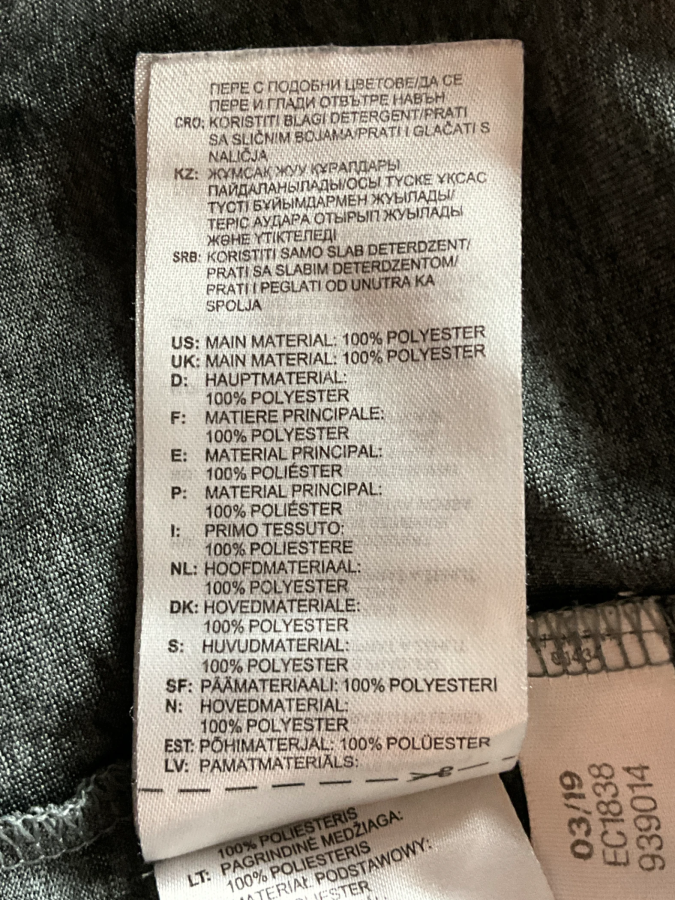 ПЕРЕ С ПОДОБНИ ЦВЕТОВЕ/ДА СЕ
ПЕРЕ И ГЛАДИ ОТВЪТРЕ НАВЪН
CRO: KORISTITI BLAGI DETERGENT/PRATI
SA SLIČNIM BOJAMA/PRATI I GLAČATI S
NALIČJA
KZ: ЖҰМСАҚ ЖУУ ҚҰРАЛДАРЫ
ПАЙДАЛАНЫЛАДЫ/ОСЫ ТҮСКЕ ҰҚСАС
ТҮСТІ БҰЙЫМДАРМЕН ЖУЫЛАДЫ/
ТЕРІС АУДАРА ОТЫРЫП ЖУЫЛАДЫ
ЖӘНЕ ҮТІКТЕЛЕДІ
SRB: KORISTITI SAMO SLAB DETERDZENT/
PRATI SA SLABIM DETERDZENTOM/
PRATI I PEGLATI OD UNUTRA KA
SPOLJA
US: MAIN MATERIAL: 100% POLYESTER
UK: MAIN MATERIAL: 100% POLYESTER
D: HAUPTMATERIAL:
100% POLYESTER
F: MATIERE PRINCIPALE:
100% POLYESTER
E: MATERIAL PRINCIPAL:
100% POLIÉSTER
P: MATERIAL PRINCIPAL:
100% POLIÉSTER
I: PRIMO TESSUTO:
100% POLIESTERE
NL: HOOFDMATERIAAL:
100% POLYESTER
DK: HOVEDMATERIALE:
100% POLYESTER
S: HUVUDMATERIAL:
100% POLYESTER
SF: PÄÄMATERIAALI: 100% POLYESTERI
N: HOVEDMATERIAL:
100% POLYESTER
EST: PÕHIMATERJAL: 100% POLÜESTER
LV: PAMATMATERIĀLS:
100% POLIESTERIS
LT: PAGRINDINĖ MEDŽIAGA:
100% POLIESTERIS
MATERIAŁ PODSTAWOWY:
03/19
EC1838
939014